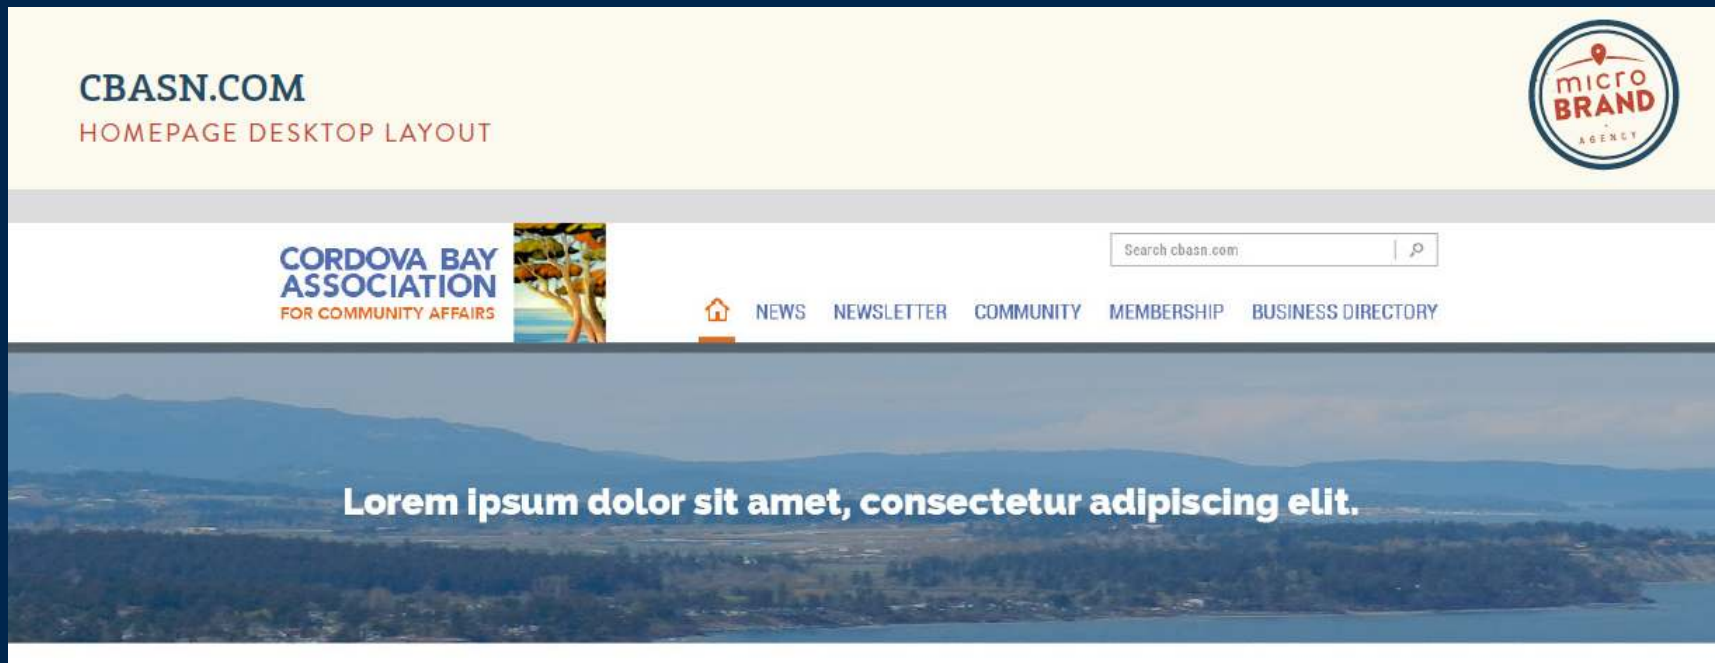 CBASN.COM
HOMEPAGE DESKTOP LAYOUT
micro
BRAND
AGENCY
CORDOVA BAY
ASSOCIATION
FOR COMMUNITY AFFAIRS
Search cbasn.com
NEWS NEWSLETTER COMMUNITY MEMBERSHIP BUSINESS DIRECTORY
Lorem ipsum dolor sit amet, consectetur adipiscing elit.